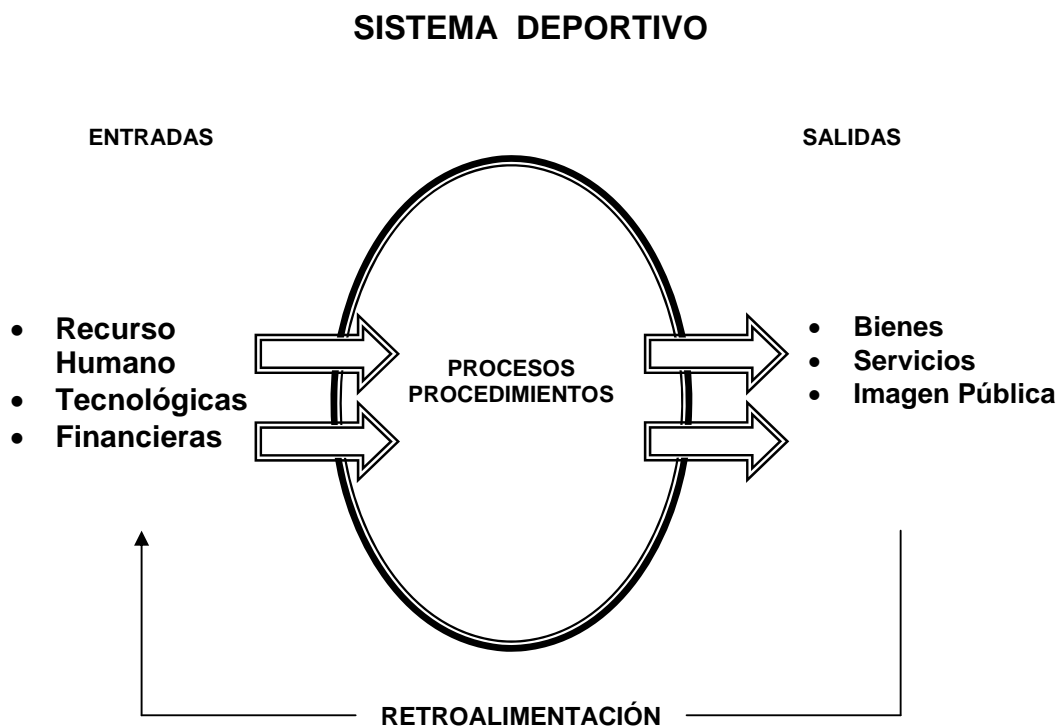 SISTEMA DEPORTIVO
ENTRADAS
SALIDAS
• Recurso
Humano
• Tecnológicas
• Financieras
PROCESOS
PROCEDIMIENTOS
• Bienes
• Servicios
• Imagen Pública
RETROALIMENTACIÓN